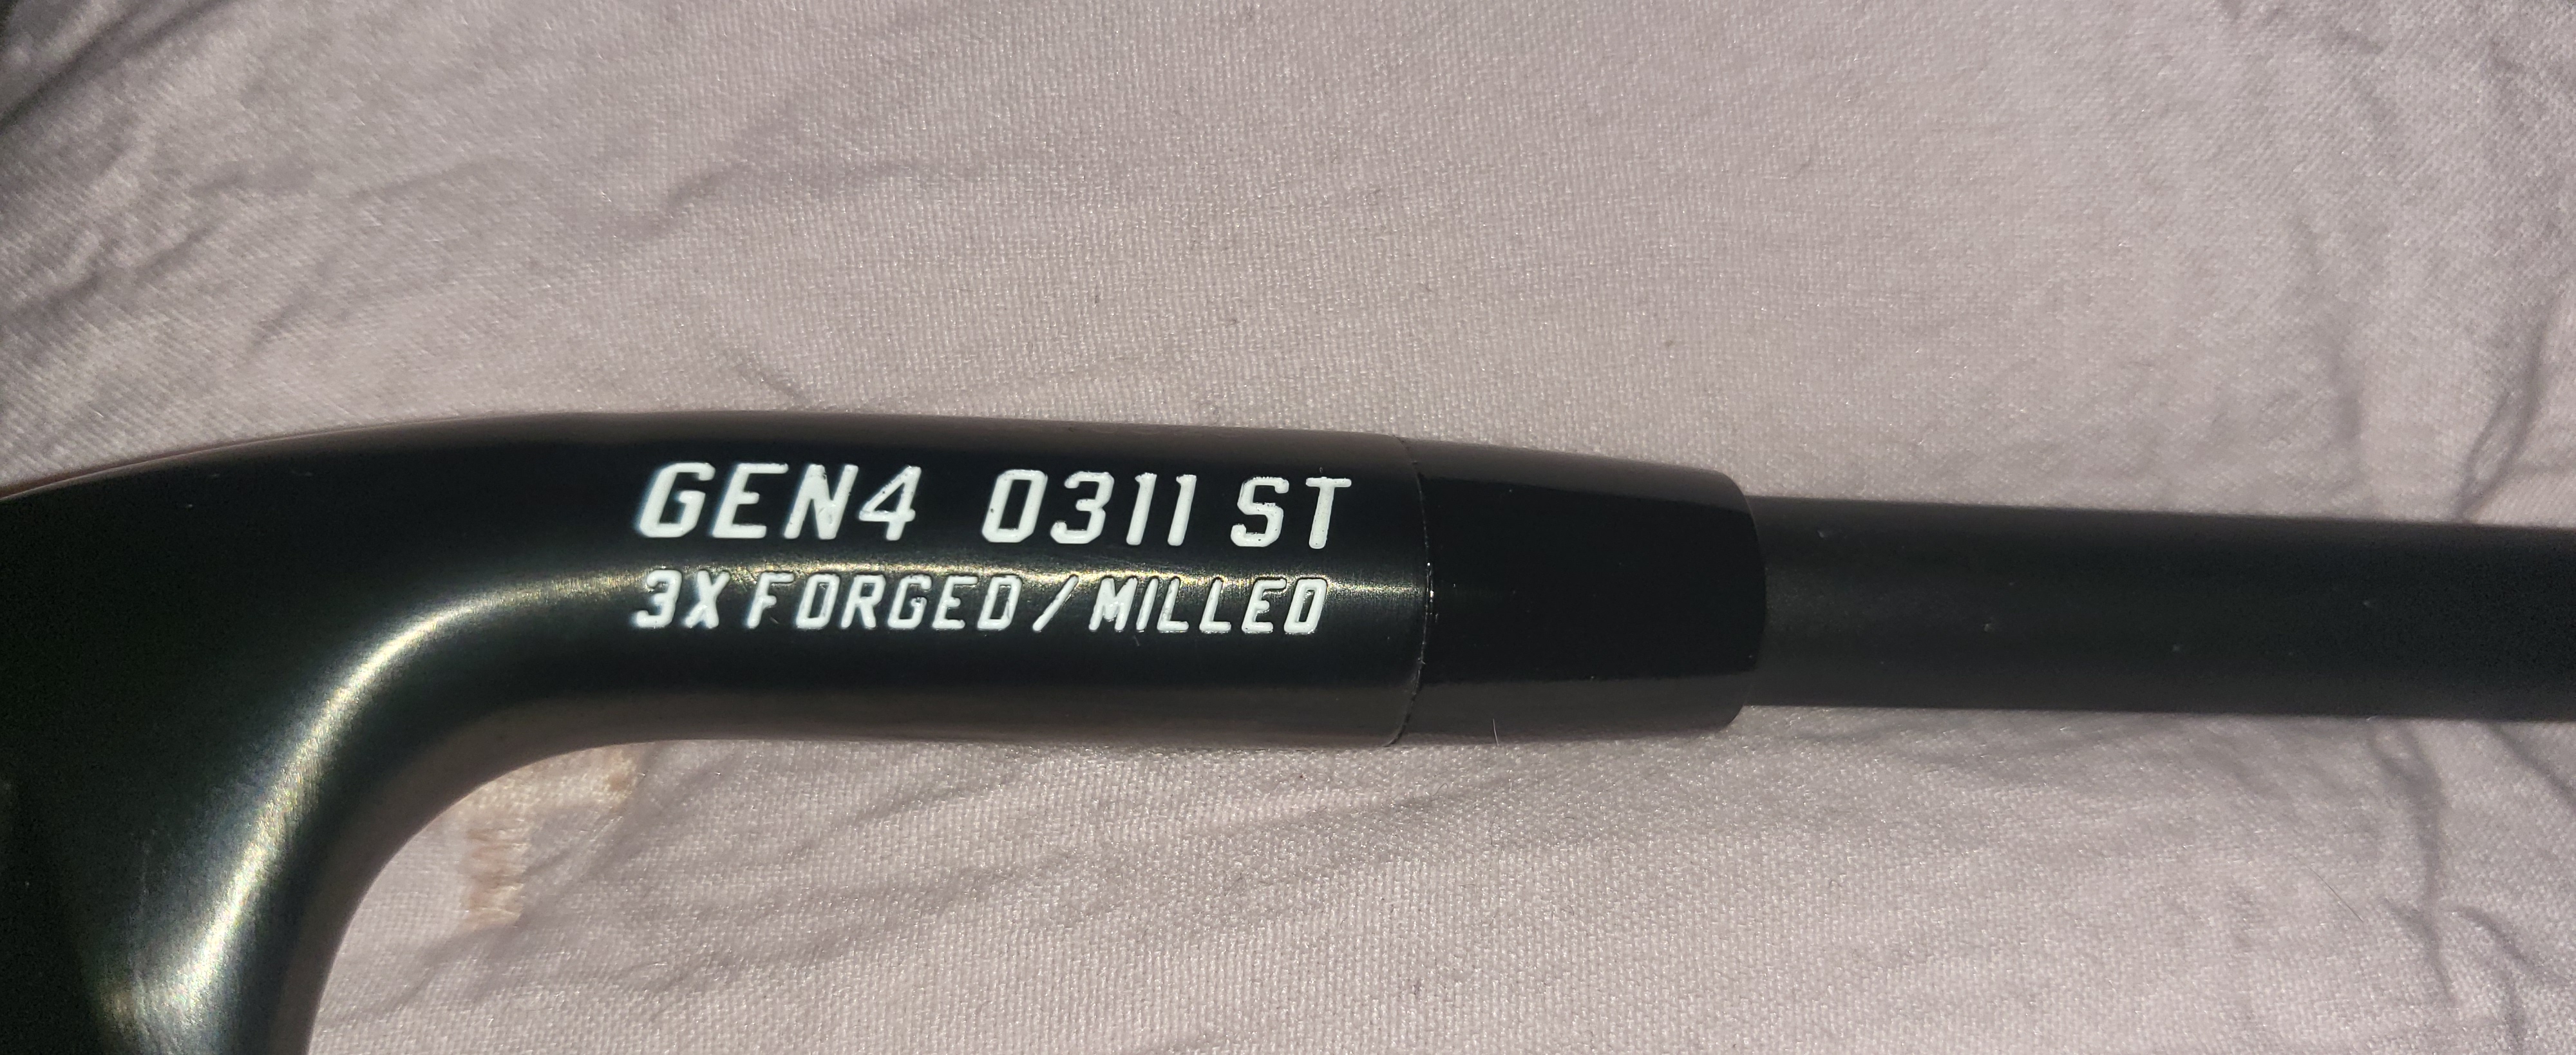 GEN4 0311 ST
3X FORGED/MILLED